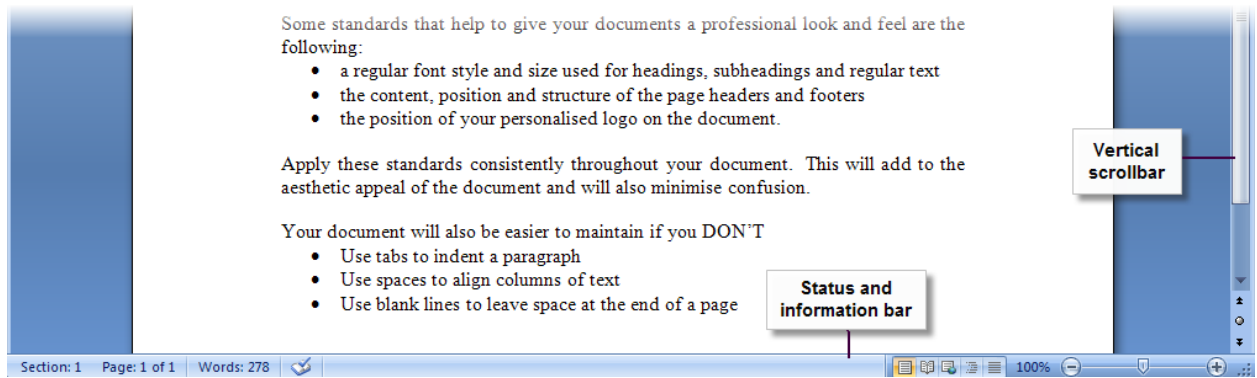 Some standards that help to give your documents a professional look and feel are the
following:
• a regular font style and size used for headings, subheadings and regular text
• the content, position and structure of the page headers and footers
• the position of your personalised logo on the document.
Apply these standards consistently throughout your document. This will add to the
aesthetic appeal of the document and will also minimise confusion.
Vertical
scrollbar
Your document will also be easier to maintain if you DON'T
• Use tabs to indent a paragraph
• Use spaces to align columns of text
• Use blank lines to leave space at the end of a page
Status and
information bar
Section: 1 Page: 1 of 1 Words: 278 100%